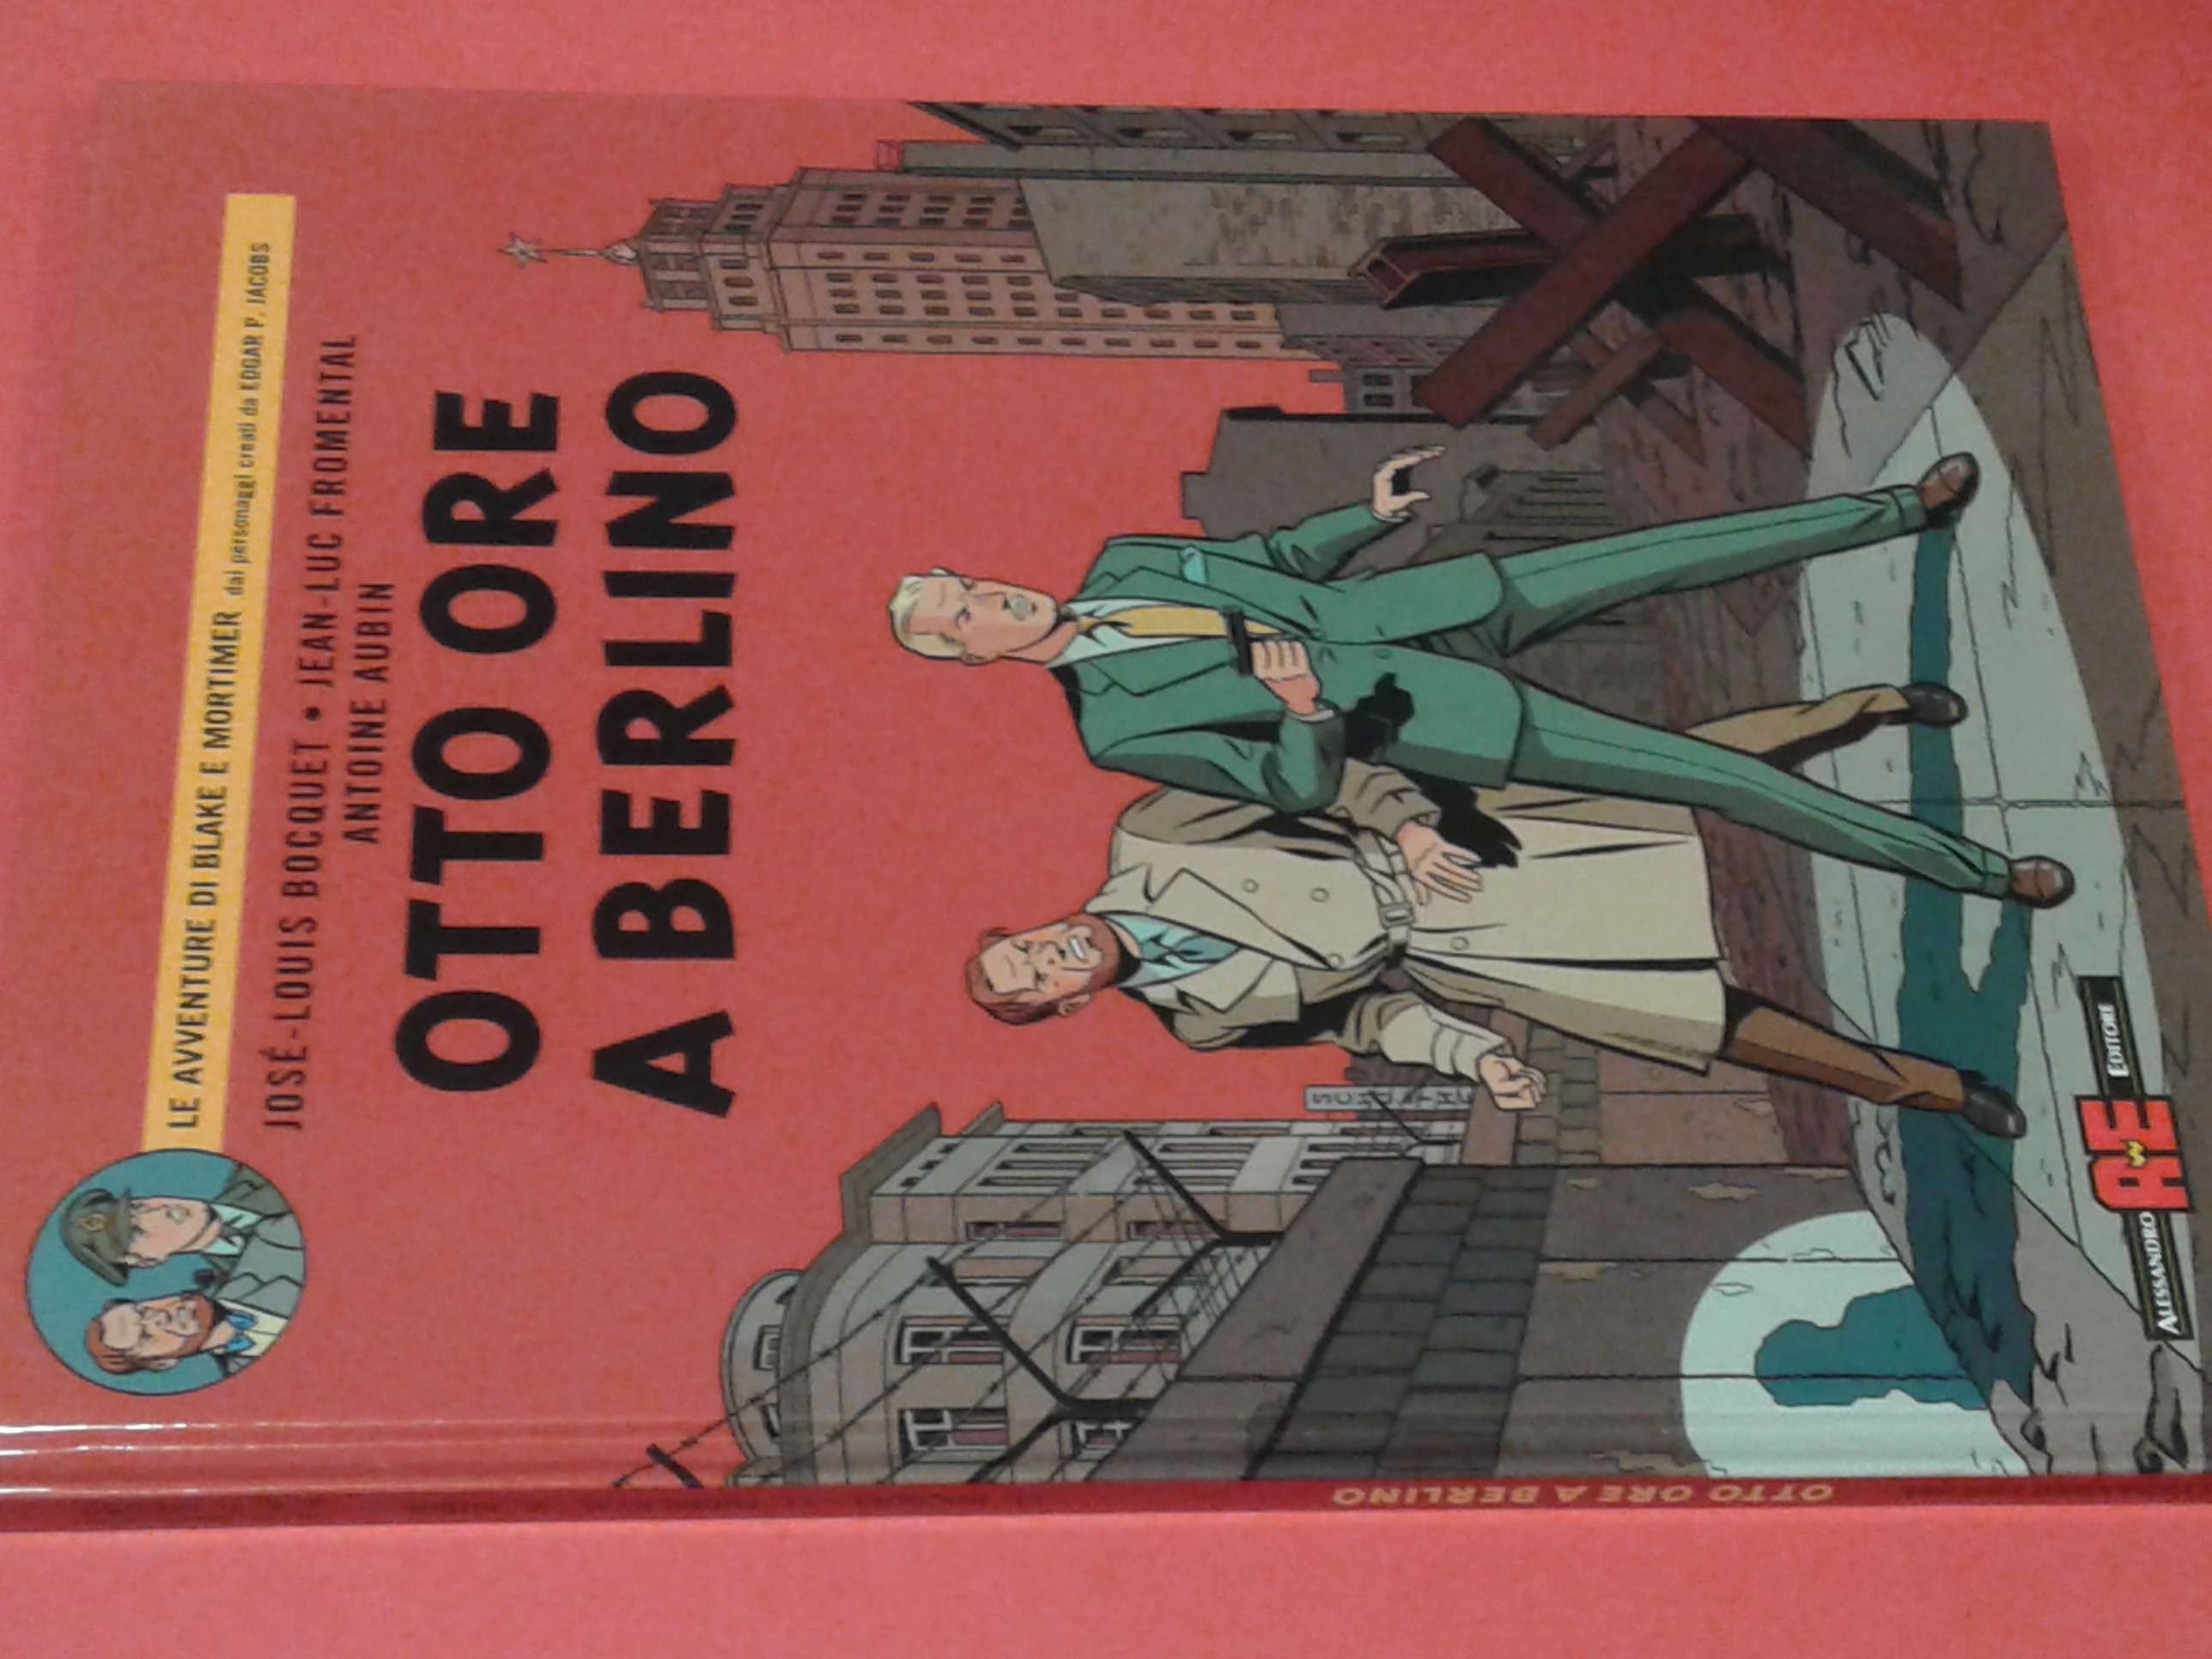 LE AVVENTURE DI BLAKE E MORTIMER dai personaggi creati da EDGAR P. JACOBS
JOSÉ-LOUIS BOCQUET • JEAN-LUC FROMENTAL
ANTOINE AUBIN
OTTO ORE
A BERLINO
ALESSANDRO AE EDITORE
OTTO ORE A BERLINO